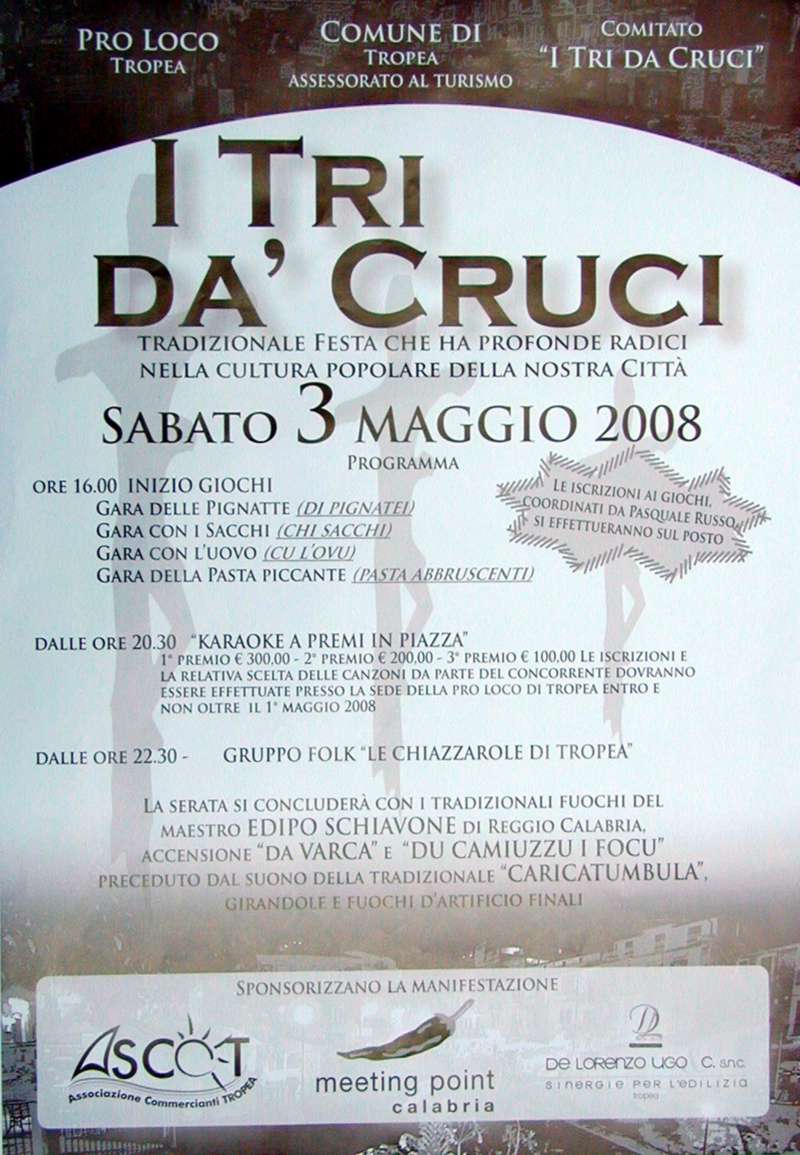 PRO LOCO
TROPEA
COMUNE DI
TROPEA
ASSESSORATO AL TURISMO
COMITATO
"I TRI DA CRUCI"
I TRI
DA' CRUCI
TRADIZIONALE FESTA CHE HA PROFONDE RADICI
NELLA CULTURA POPOLARE DELLA NOSTRA CITTÀ
SABATO 3 MAGGIO 2008
PROGRAMMA
ORE 16.00 INIZIO GIOCHI
GARA DELLE PIGNATTE (DI PIGNATEI)
GARA CON I SACCHI (CHI SACCHI)
GARA CON L'UOVO (CU L'OVU)
GARA DELLA PASTA PICCANTE (PASTA ABBRUSCENTI)
LE ISCRIZIONI AI GIOCHI,
COORDINATI DA PASQUALE RUSSO,
SI EFFETTUERANNO SUL POSTO
DALLE ORE 20.30 "KARAOKE A PREMI IN PIAZZA"
1° PREMIO € 300,00 - 2° PREMIO € 200,00 - 3° PREMIO € 100,00 LE ISCRIZIONI E
LA RELATIVA SCELTA DELLE CANZONI DA PARTE DEL CONCORRENTE DOVRANNO
ESSERE EFFETTUATE PRESSO LA SEDE DELLA PRO LOCO DI TROPEA ENTRO E
NON OLTRE IL 1° MAGGIO 2008
DALLE ORE 22.30 - GRUPPO FOLK "LE CHIAZZAROLE DI TROPEA"
LA SERATA SI CONCLUDERÀ CON I TRADIZIONALI FUOCHI DEL
MAESTRO EDIPO SCHIAVONE DI REGGIO CALABRIA,
ACCENSIONE "DA VARCA" E "DU CAMIUZZU I FOCU"
PRECEDUTO DAL SUONO DELLA TRADIZIONALE "CARICATUMBULA",
GIRANDOLE E FUOCHI D'ARTIFICIO FINALI
SPONSORIZZANO LA MANIFESTAZIONE
ASCOT
Associazione Commercianti TROPEA
meeting point
calabria
D
DE LORENZO UGO & C. s.n.c.
SINERGIE PER L'EDILIZIA
tropea